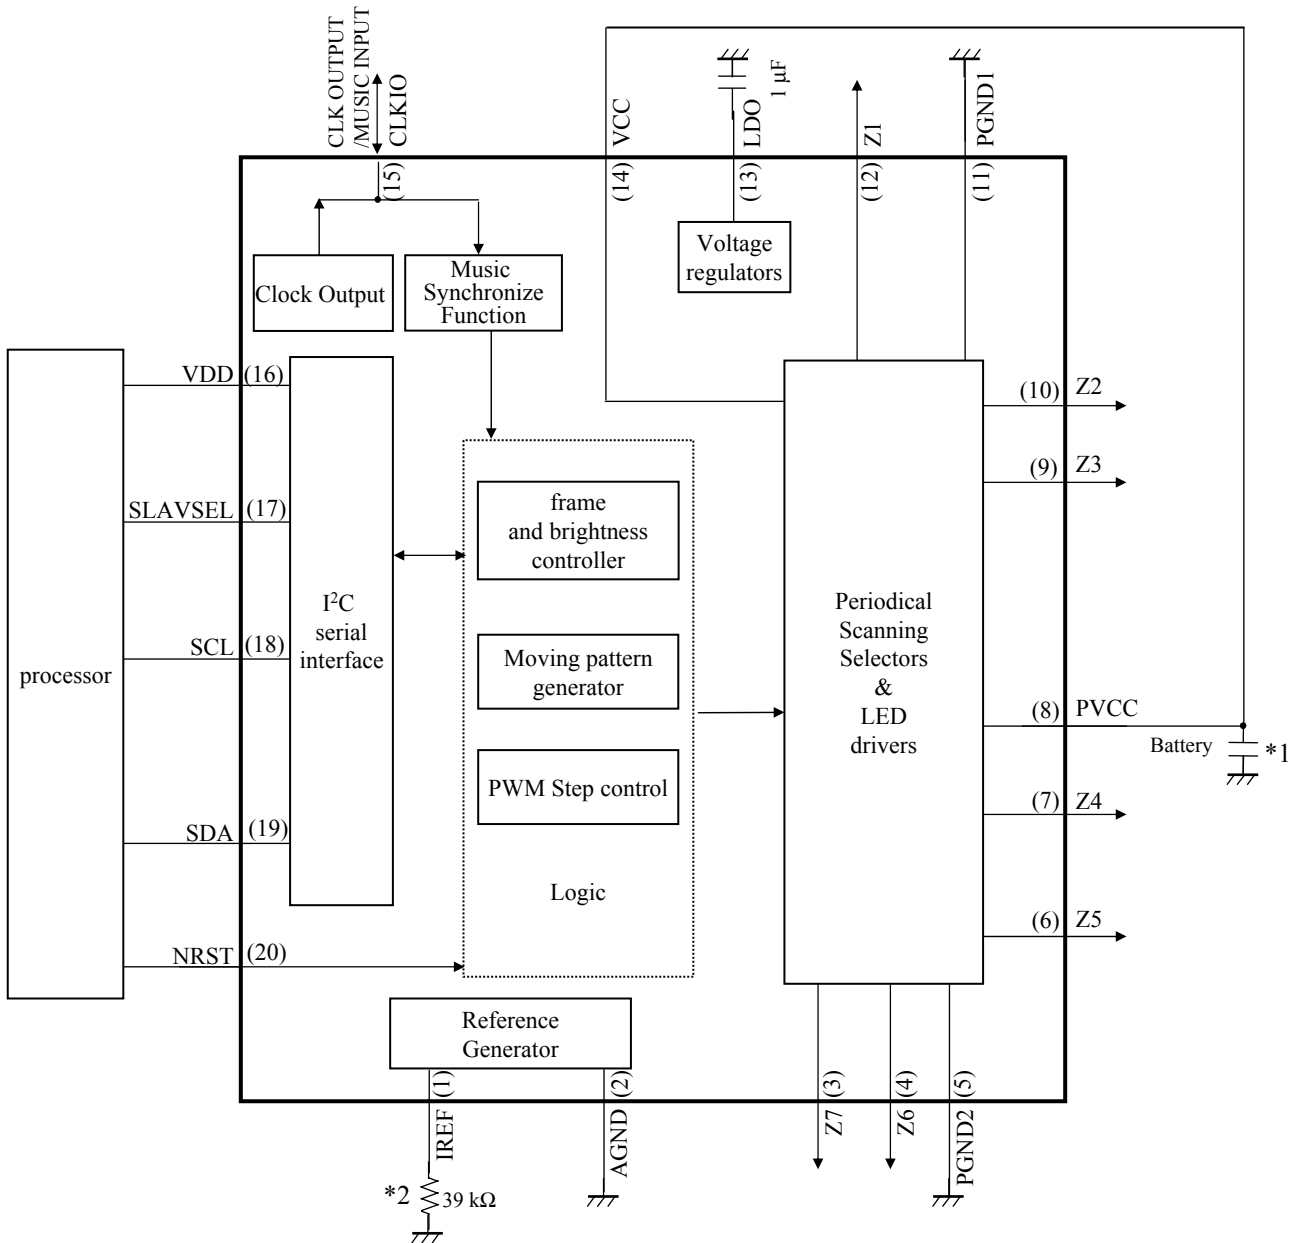 CLK OUTPUT
/MUSIC INPUT
CLKIO
(15)
VCC
(14)
1 μF
LDO
(13)
Z1
(12)
PGND1
(11)
Voltage
regulators
Clock Output
Music
Synchronize
Function
processor
VDD
(16)
SLAVSEL
(17)
SCL
(18)
SDA
(19)
NRST
(20)
I²C
serial
interface
frame
and brightness
controller
Moving pattern
generator
PWM Step control
Logic
Periodical
Scanning
Selectors
&
LED
drivers
(10)
Z2
(9)
Z3
(8)
PVCC
Battery
*1
(7)
Z4
(6)
Z5
Reference
Generator
(1)
IREF
*2
39 kΩ
(2)
AGND
(3)
Z7
(4)
Z6
(5)
PGND2